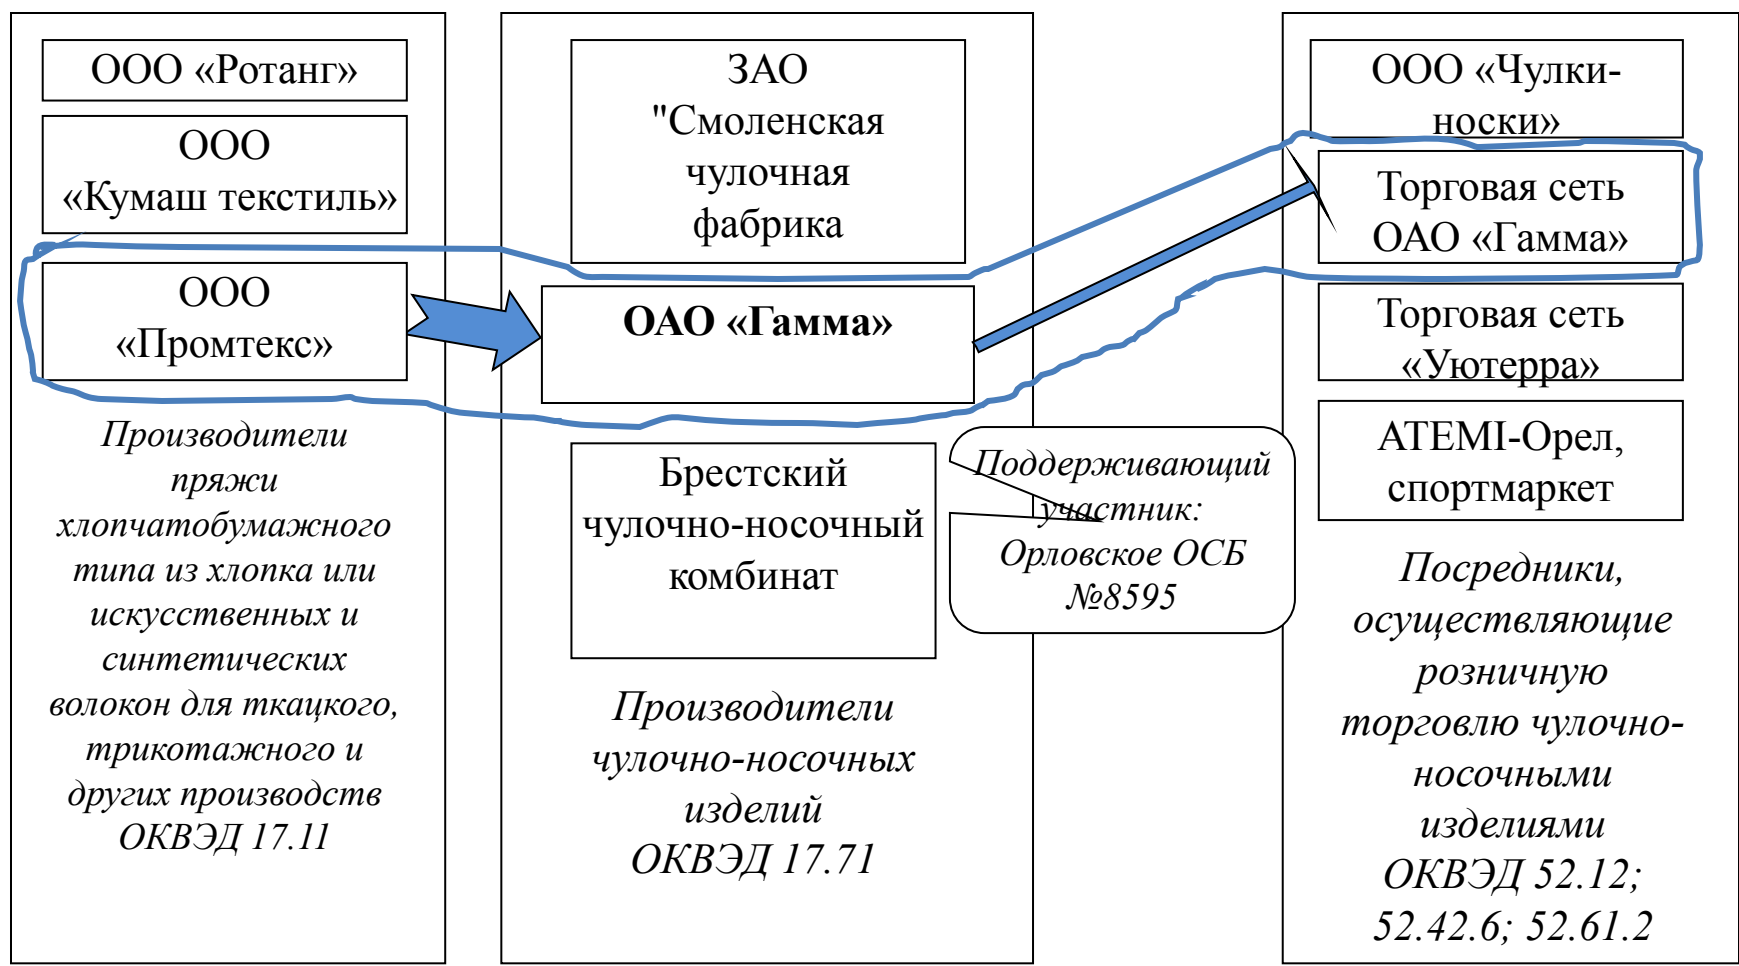 ООО «Ротанг»
ООО
«Кумаш текстиль»
ООО
«Промтекс»
Производители
пряжи
хлопчатобумажного
типа из хлопка или
искусственных и
синтетических
волокон для ткацкого,
трикотажного и
других производств
ОКВЭД 17.11
ЗАО
"Смоленская
чулочная
фабрика
ОАО «Гамма»
Брестский
чулочно-носочный
комбинат
Поддерживающий
участник:
Орловское ОСБ
№8595
Производители
чулочно-носочных
изделий
ОКВЭД 17.71
ООО «Чулки-
носки»
Торговая сеть
ОАО «Гамма»
Торговая сеть
«Уютерра»
ATEMI-Орел,
спортмаркет
Посредники,
осуществляющие
розничную
торговлю чулочно-
носочными
изделиями
ОКВЭД 52.12;
52.42.6; 52.61.2